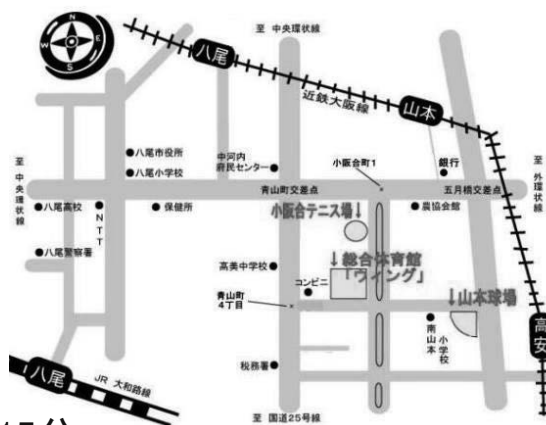 N
W
E
S
至 中央環状線
八尾
近鉄大阪線
山本
八尾市役所
八尾小学校
中河内
府民センター
小阪合町1
銀行
至 中央環状線
青山町交差点
五月橋交差点
至 外環状線
八尾高校
NTT
保健所
小阪合テニス場↓
農協会館
八尾警察署
高美中学校
↓総合体育館
「ウィング」
コンビニ
↓山本球場
青山町
4丁目
南山本
小学校
高安
税務署
八尾
JR 大和路線
至 国道25号線